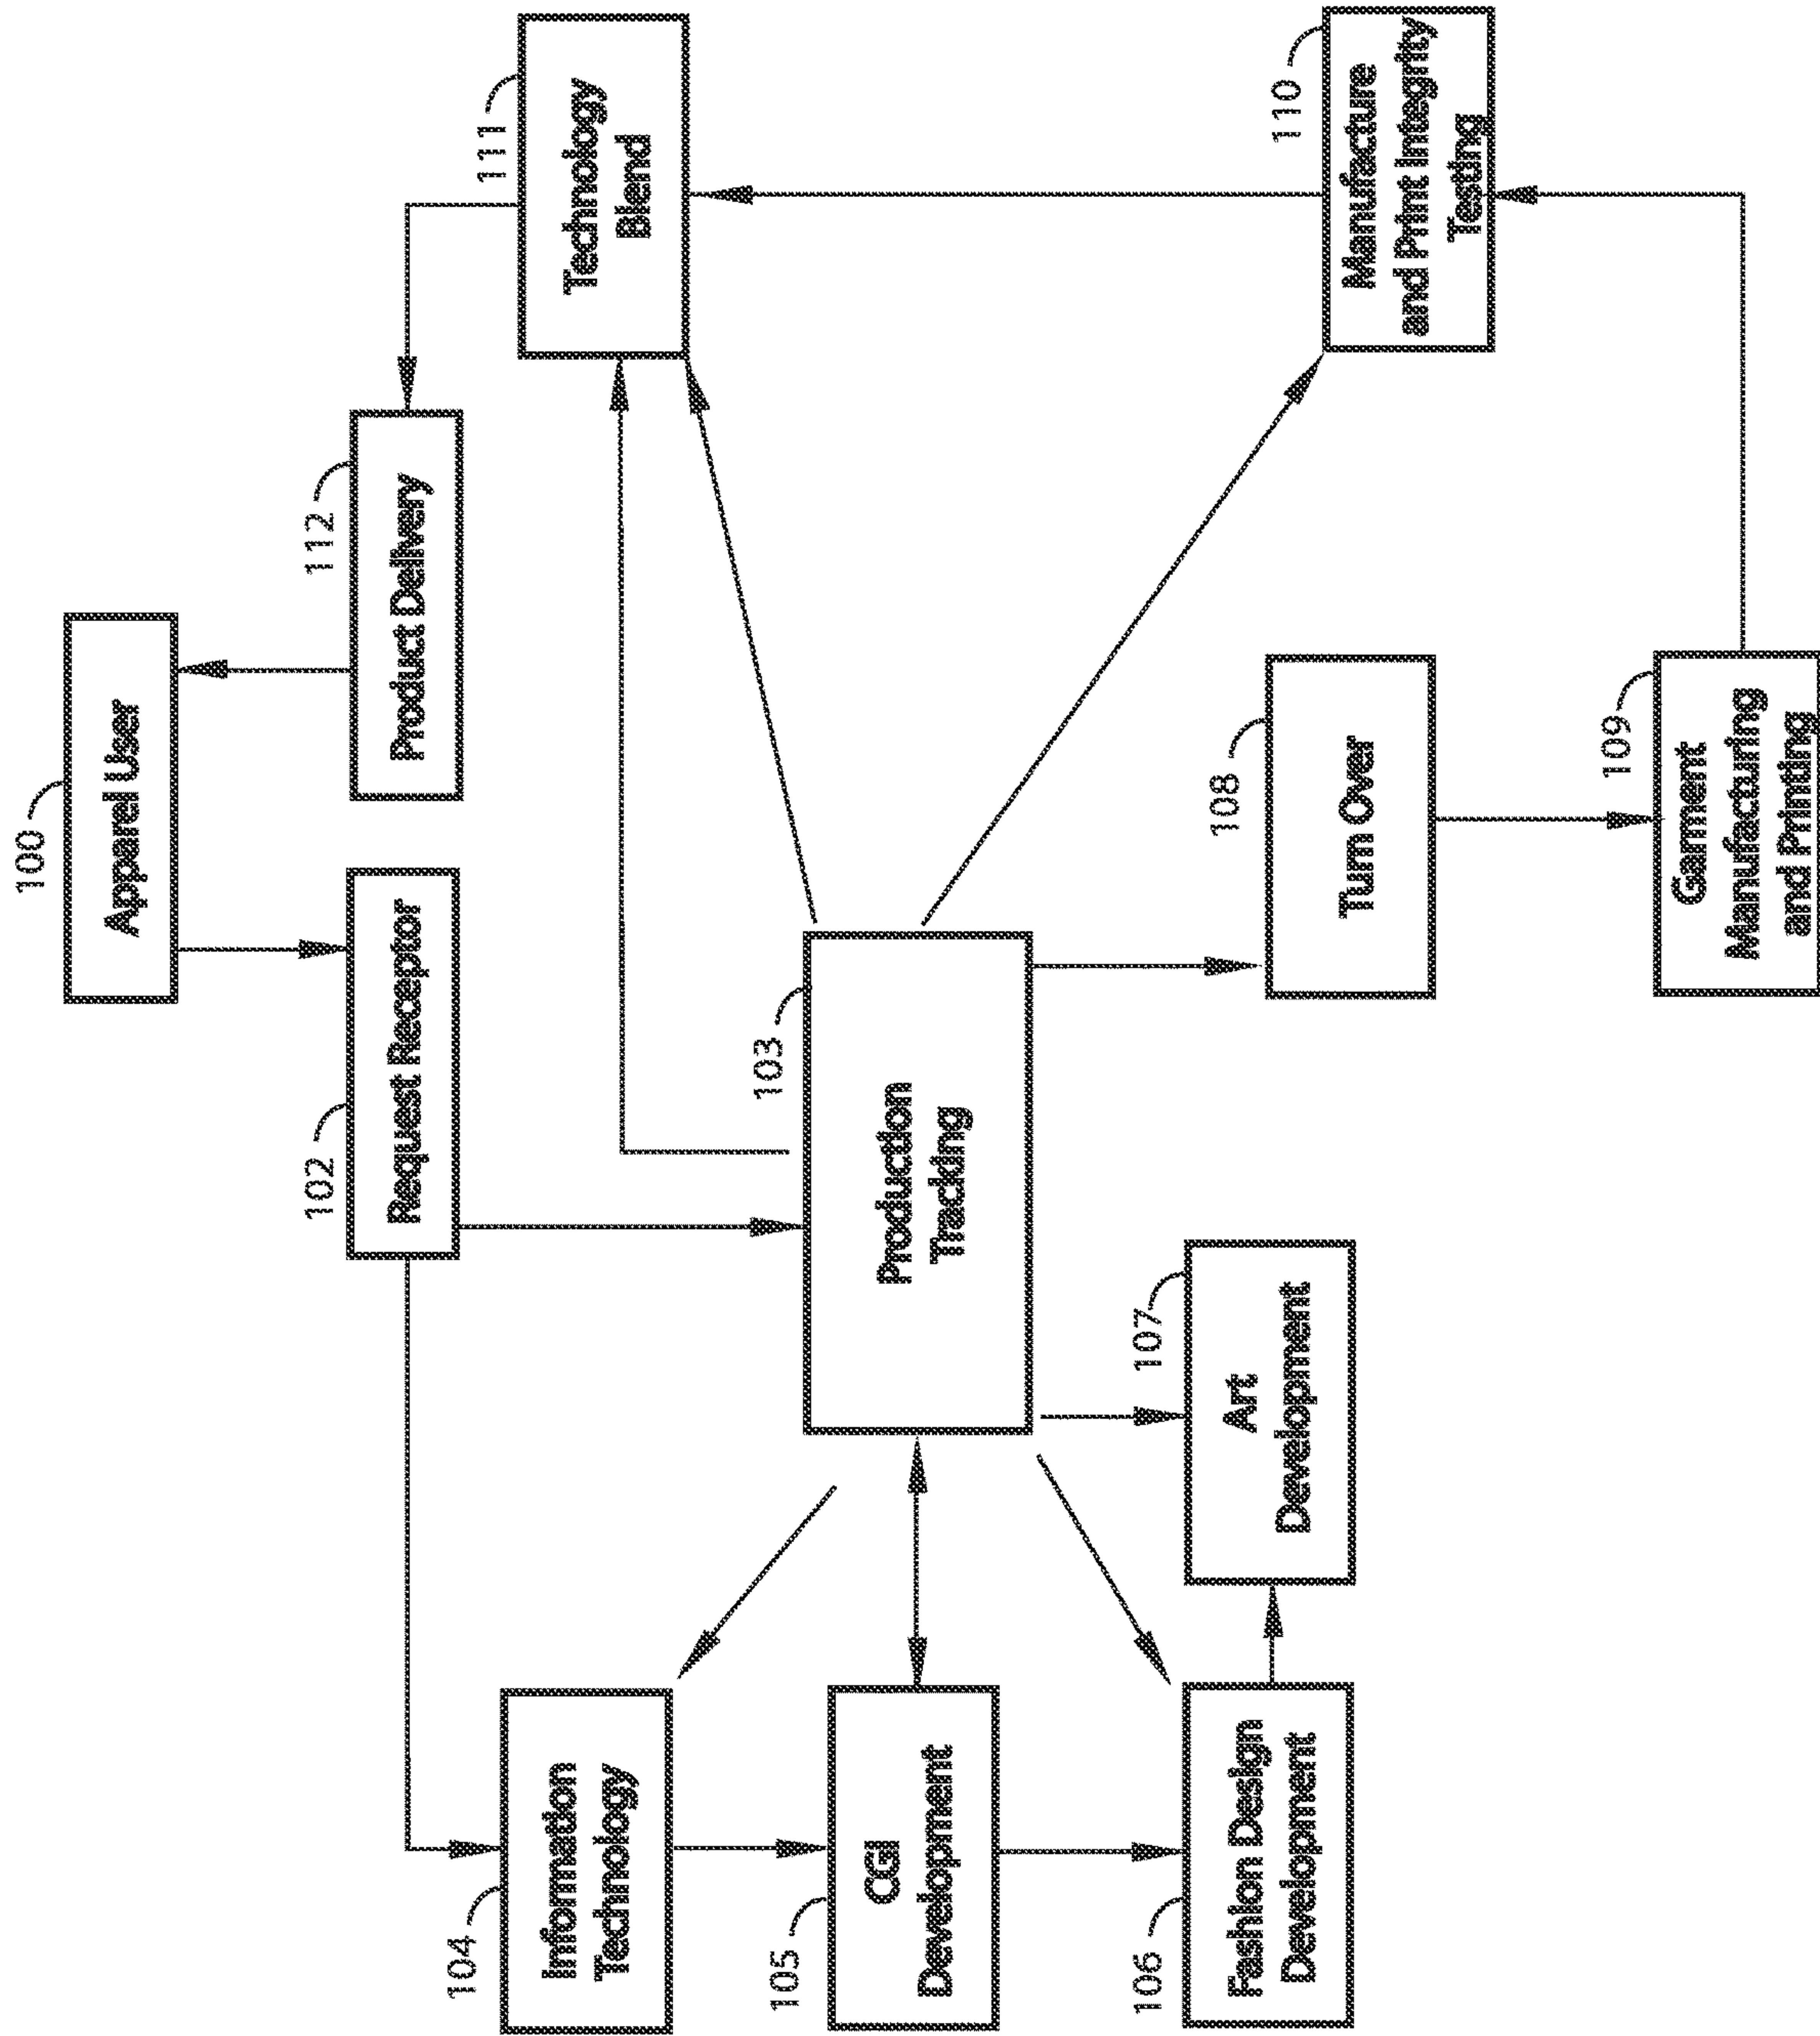 100
Apparel User
102
Request Receptor
112
Product Delivery
104
Information
Technology
111
Technology
Blend
103
Production
Tracking
105
CGI
Development
106
Fashion Design
Development
107
Art
Development
108
Turn Over
110
Manufacture
and Print Integrity
Testing
109
Garment
Manufacturing
and Printing